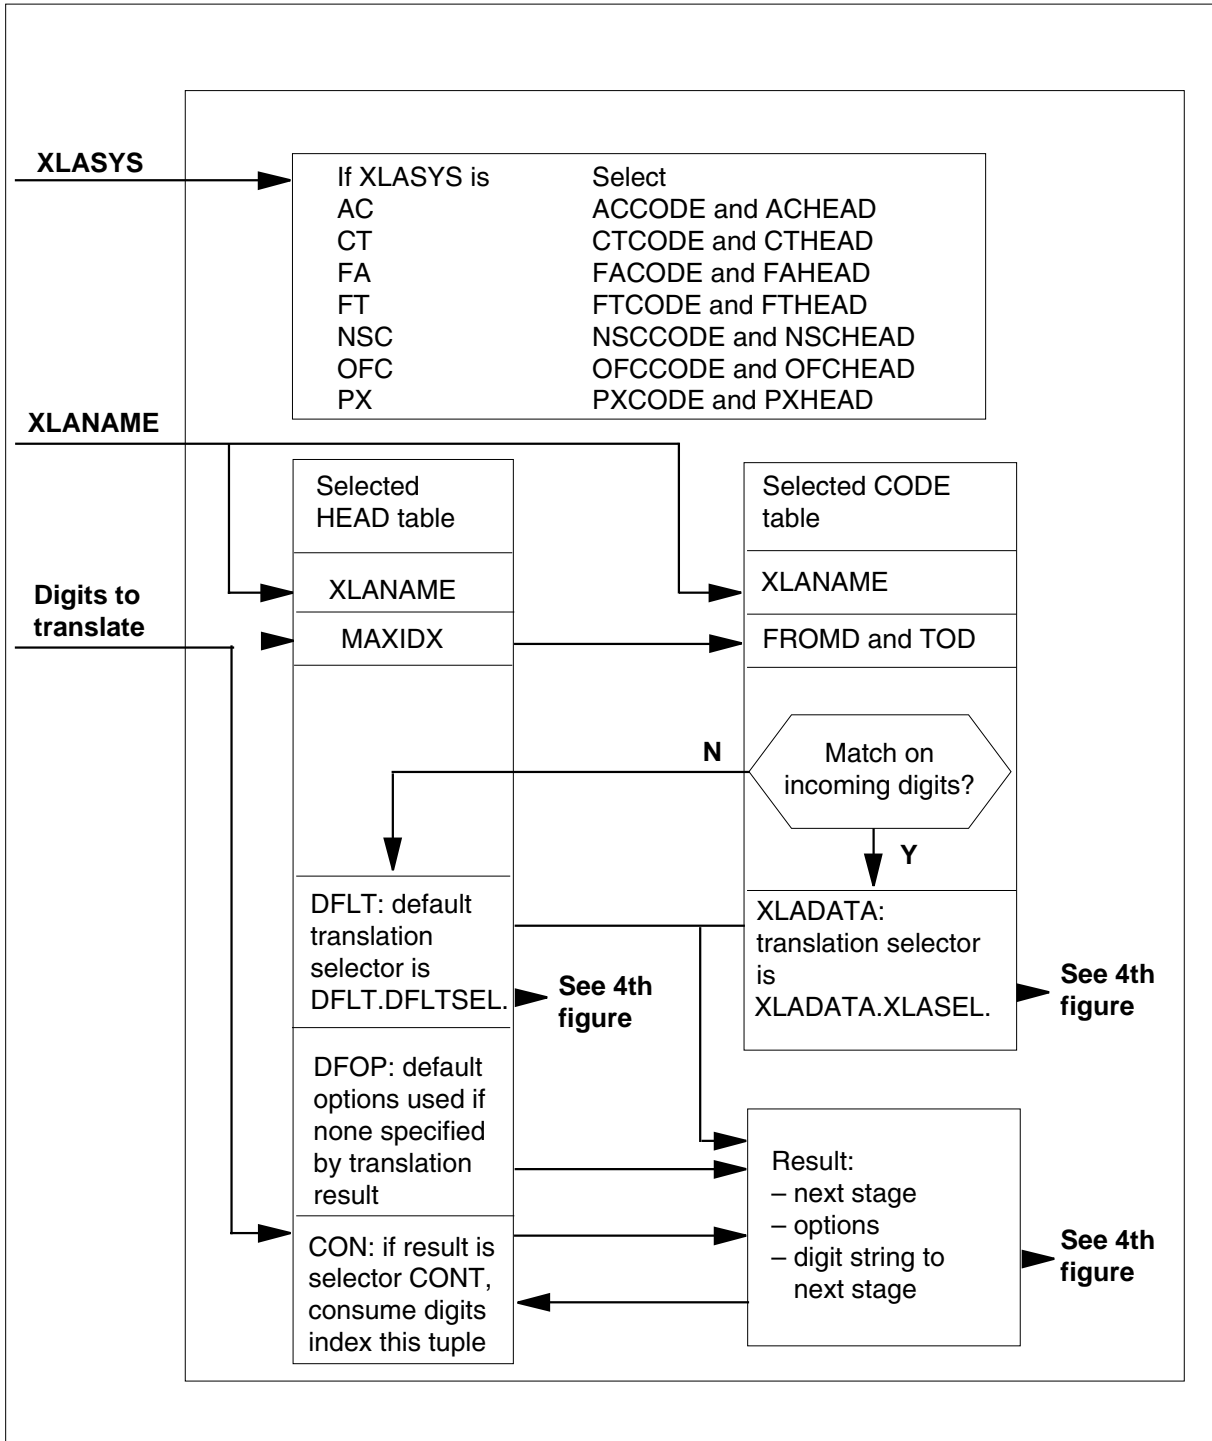 XLASYS
If XLASYS is Select
AC ACCODE and ACHEAD
CT CTCODE and CTHEAD
FA FACODE and FAHEAD
FT FTCODE and FTHEAD
NSC NSCCODE and NSCHEAD
OFC OFCCODE and OFCHEAD
PX PXCODE and PXHEAD
XLANAME
Selected
HEAD table
Selected CODE
table
XLANAME
XLANAME
Digits to
translate
MAXIDX
FROMD and TOD
N
Match on
incoming digits?
Y
DFLT: default
translation
selector is
DFLT.DFLTSEL.
See 4th
figure
XLADATA:
translation selector
is
XLADATA.XLASEL.
See 4th
figure
DFOP: default
options used if
none specified
by translation
result
Result:
– next stage
– options
– digit string to
next stage
See 4th
figure
CON: if result is
selector CONT,
consume digits
index this tuple